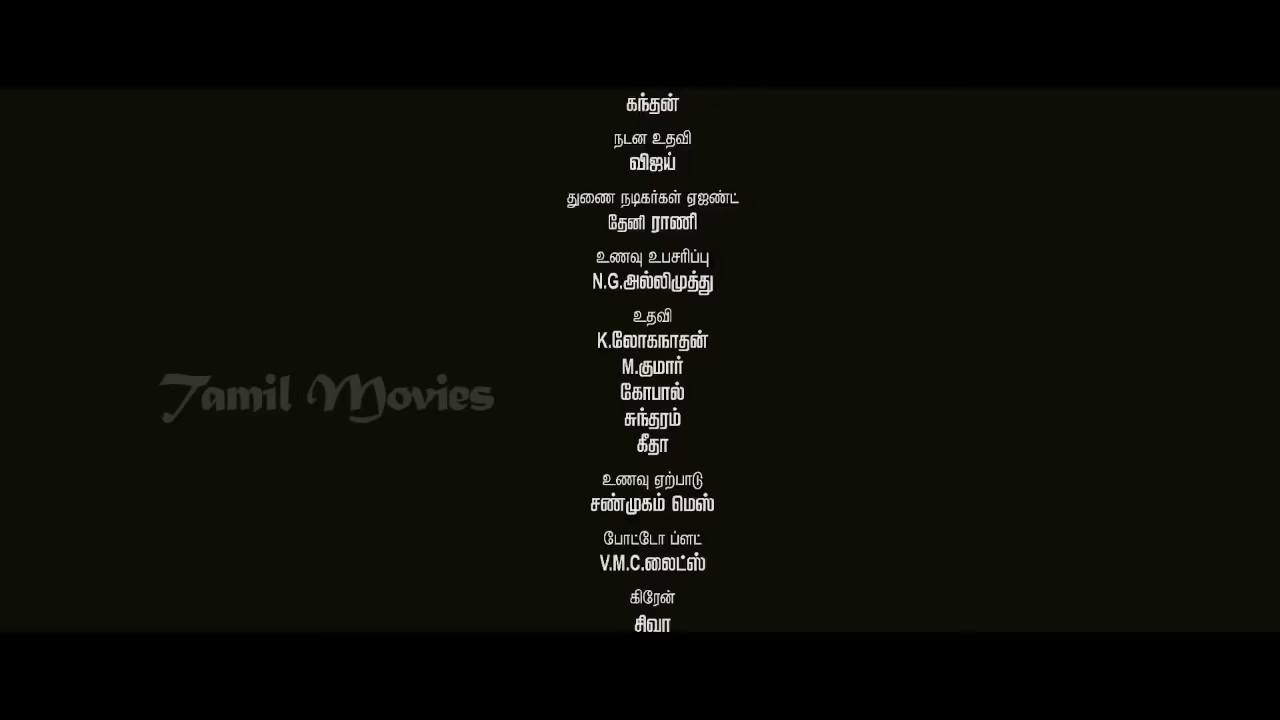 கந்தன்
நடன உதவி
விஜய்
துணை நடிகர்கள் ஏஜண்ட்
தேனி ராணி
உணவு உபசரிப்பு
N.G.அல்லிமுத்து
உதவி
K.லோகநாதன்
M.குமார்
கோபால்
சுந்தரம்
கீதா
உணவு ஏற்பாடு
சண்முகம் மெஸ்
போட்டோ ப்ளட்
V.M.C.லைட்ஸ்
கிரேன்
சிவா
Tamil Movies